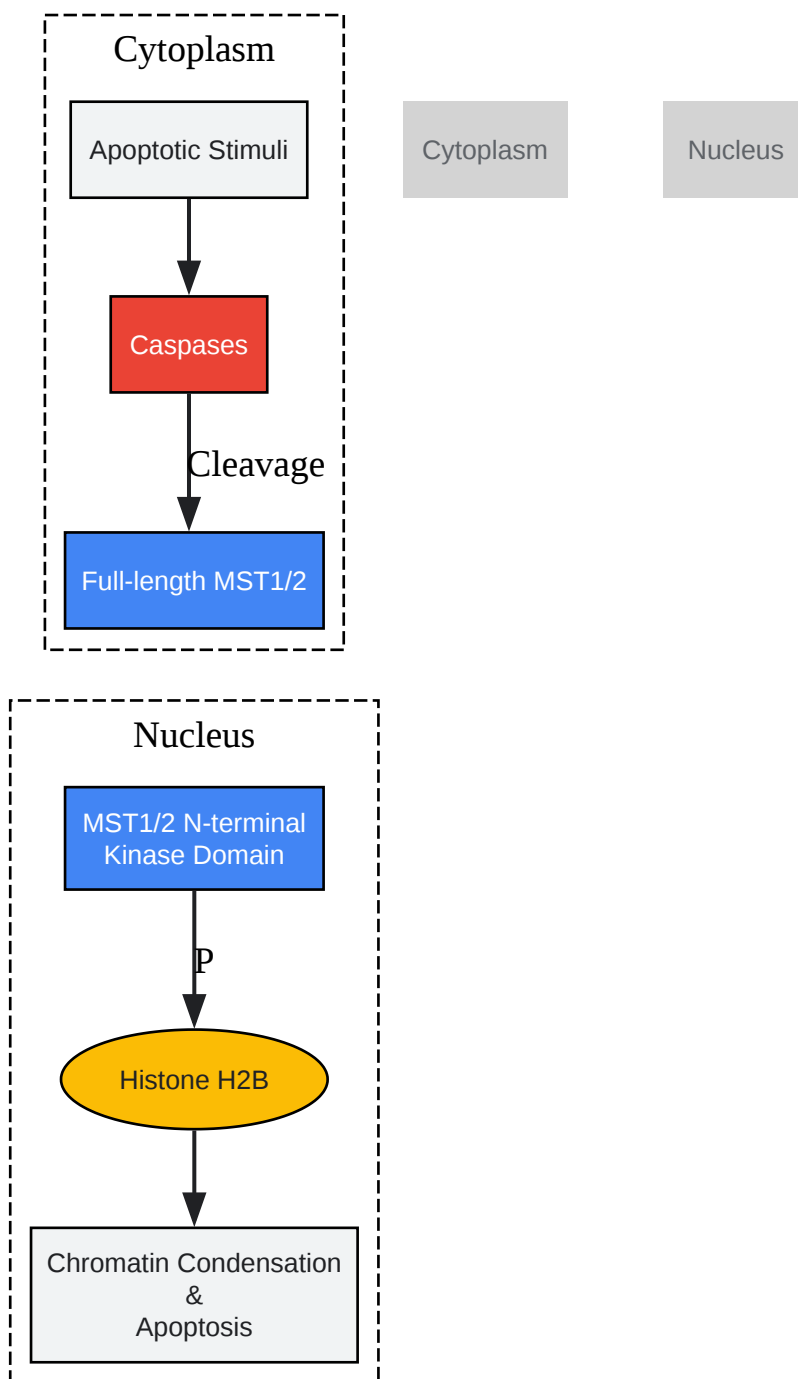 Cytoplasm
Apoptotic Stimuli
Cytoplasm
Nucleus
Caspases
Cleavage
Full-length MST1/2
Nucleus
MST1/2 N-terminal
Kinase Domain
P
Histone H2B
Chromatin Condensation
&
Apoptosis